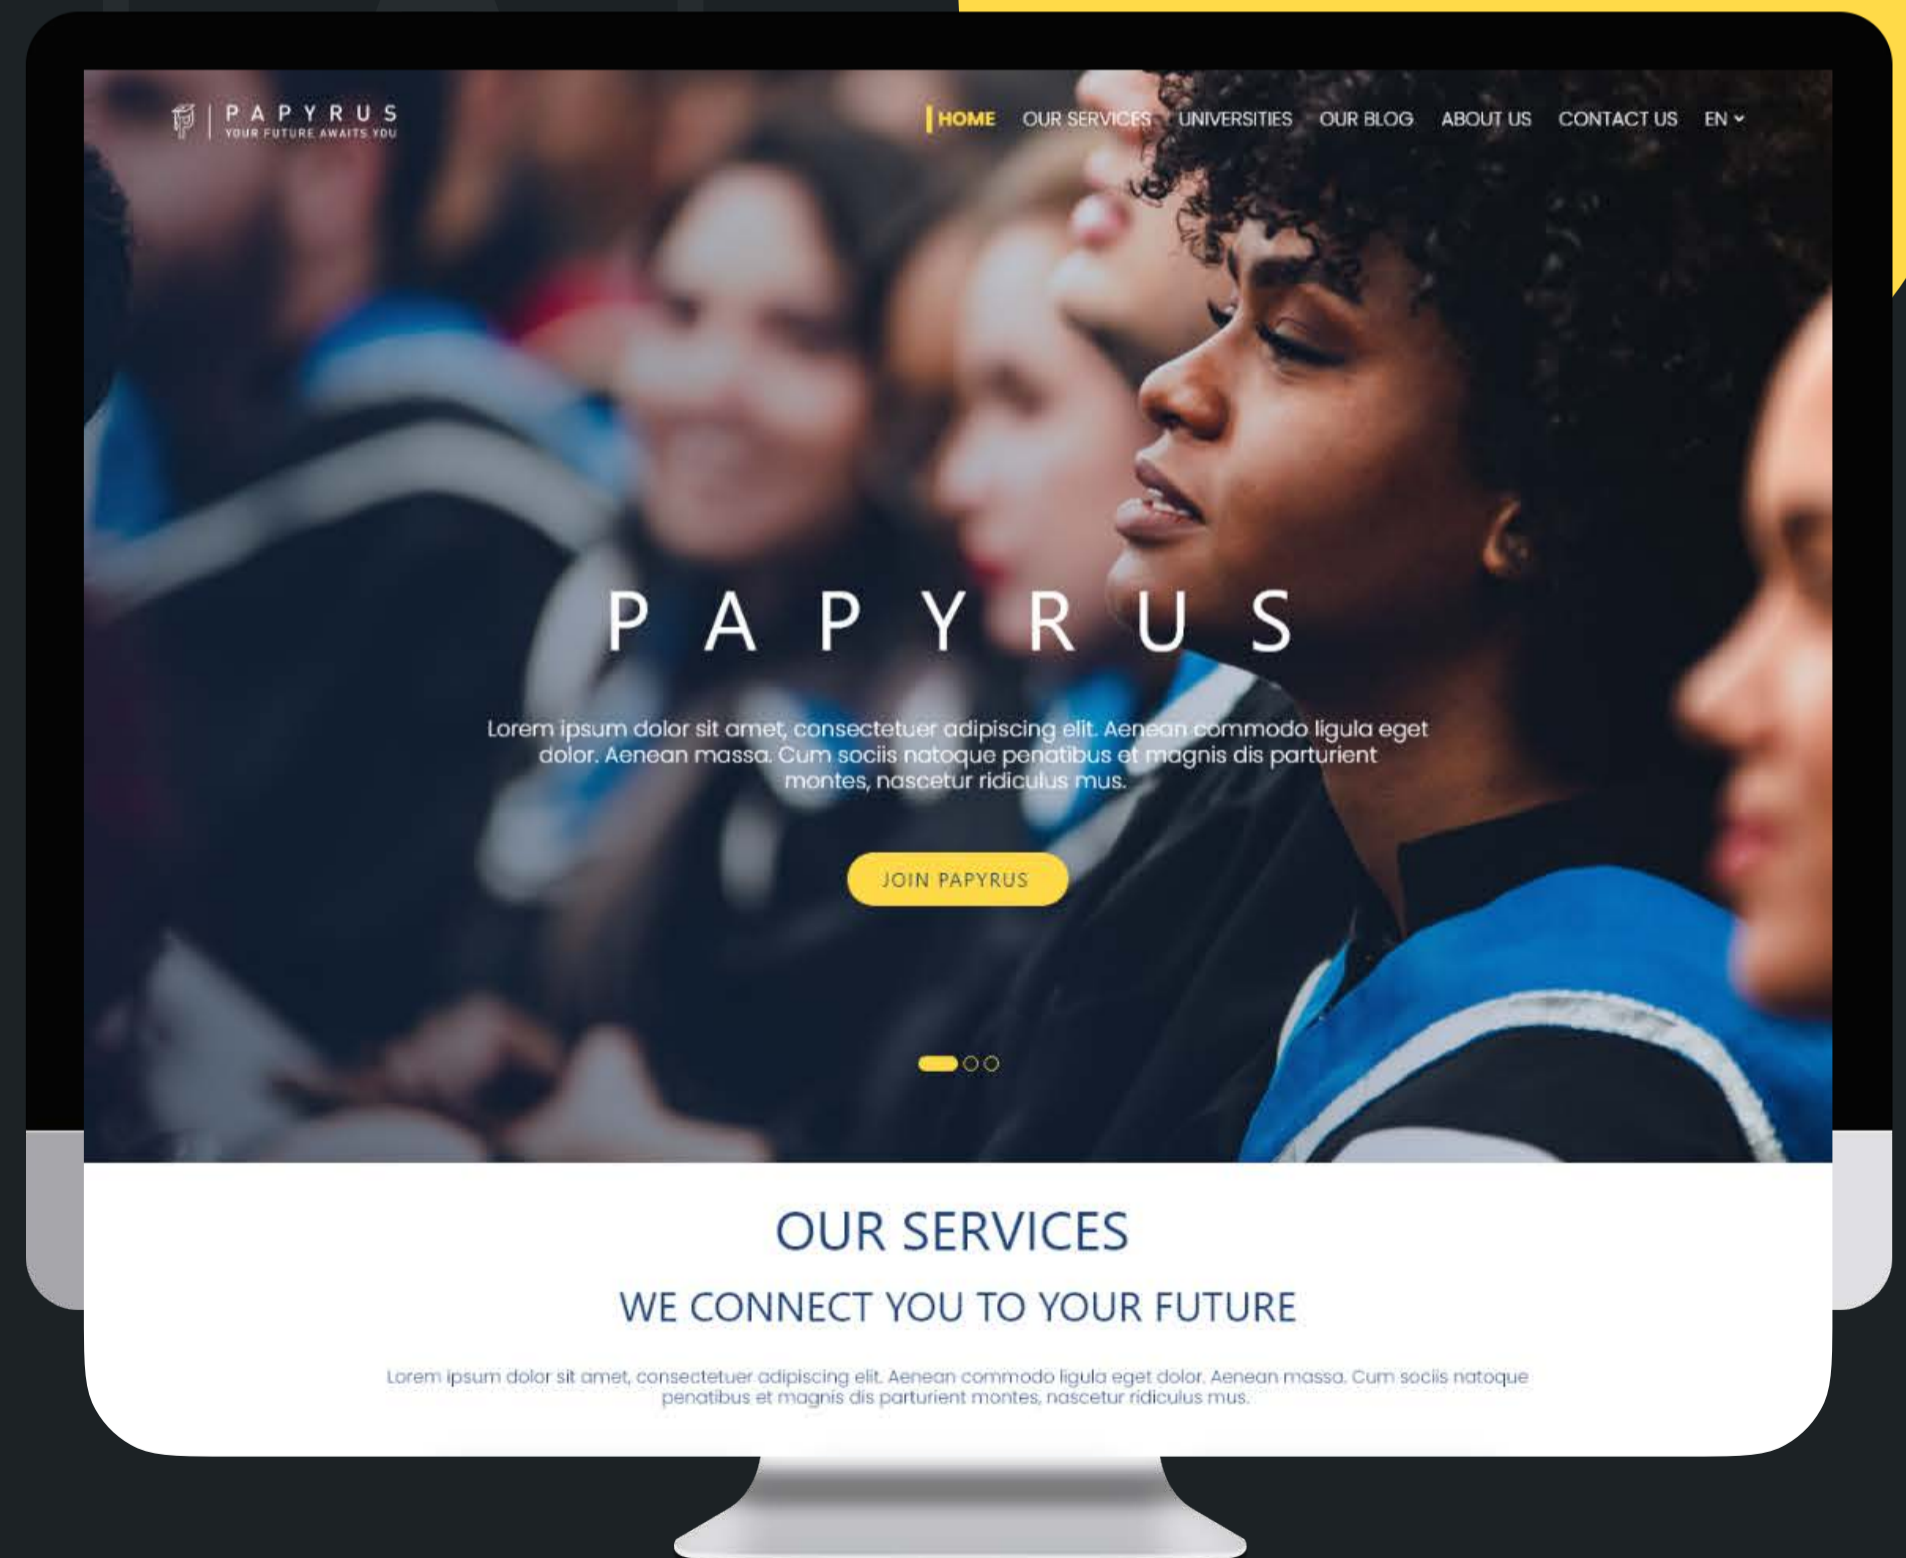 PAPYRUS
YOUR FUTURE AWAITS YOU
HOME OUR SERVICES UNIVERSITIES OUR BLOG ABOUT US CONTACT US EN
PAPYRUS
Lorem ipsum dolor sit amet, consectetuer adipiscing elit. Aenean commodo ligula eget
dolor. Aenean massa. Cum sociis natoque penatibus et magnis dis parturient
montes, nascetur ridiculus mus.
JOIN PAPYRUS
OUR SERVICES
WE CONNECT YOU TO YOUR FUTURE
Lorem ipsum dolor sit amet, consectetuer adipiscing elit. Aenean commodo ligula eget dolor. Aenean massa. Cum sociis natoque
penatibus et magnis dis parturient montes, nascetur ridiculus mus.